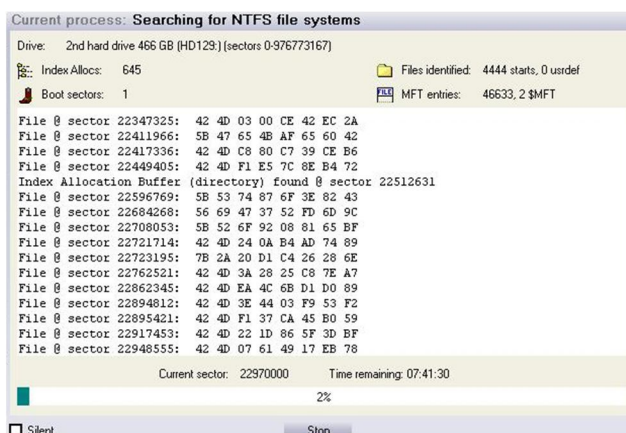 Current process: Searching for NTFS file systems
Drive: 2nd hard drive 466 GB (HD129:) (sectors 0-976773167)
Index Allocs: 645 Files identified: 4444 starts, 0 usrdef
Boot sectors: 1 FILE MFT entries: 46633, 2 $MFT
File @ sector 22347325: 42 4D 03 00 CE 42 EC 2A
File @ sector 22411966: 5B 47 65 4B AF 65 60 42
File @ sector 22417336: 42 4D C8 80 C7 39 CE B6
File @ sector 22449405: 42 4D F1 E5 7C 8E B4 72
Index Allocation Buffer (directory) found @ sector 22512631
File @ sector 22596769: 5B 53 74 87 6F 3E 82 43
File @ sector 22684268: 56 69 47 37 52 FD 6D 9C
File @ sector 22708053: 5B 52 6F 92 08 81 65 BF
File @ sector 22721714: 42 4D 24 0A B4 AD 74 89
File @ sector 22723195: 7B 2A 20 D1 C4 26 28 6E
File @ sector 22762521: 42 4D 3A 28 25 C8 7E A7
File @ sector 22862345: 42 4D EA 4C 6B D1 D0 89
File @ sector 22894812: 42 4D 3E 44 03 F9 53 F2
File @ sector 22895421: 42 4D F1 37 CA 45 B0 59
File @ sector 22917453: 42 4D 22 1D 86 5F 3D BF
File @ sector 22948555: 42 4D 07 61 49 17 EB 78
Current sector: 22970000 Time remaining: 07:41:30
2%
Silent Stop